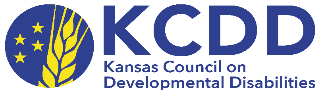 KCDD
Kansas Council on
Developmental Disabilities